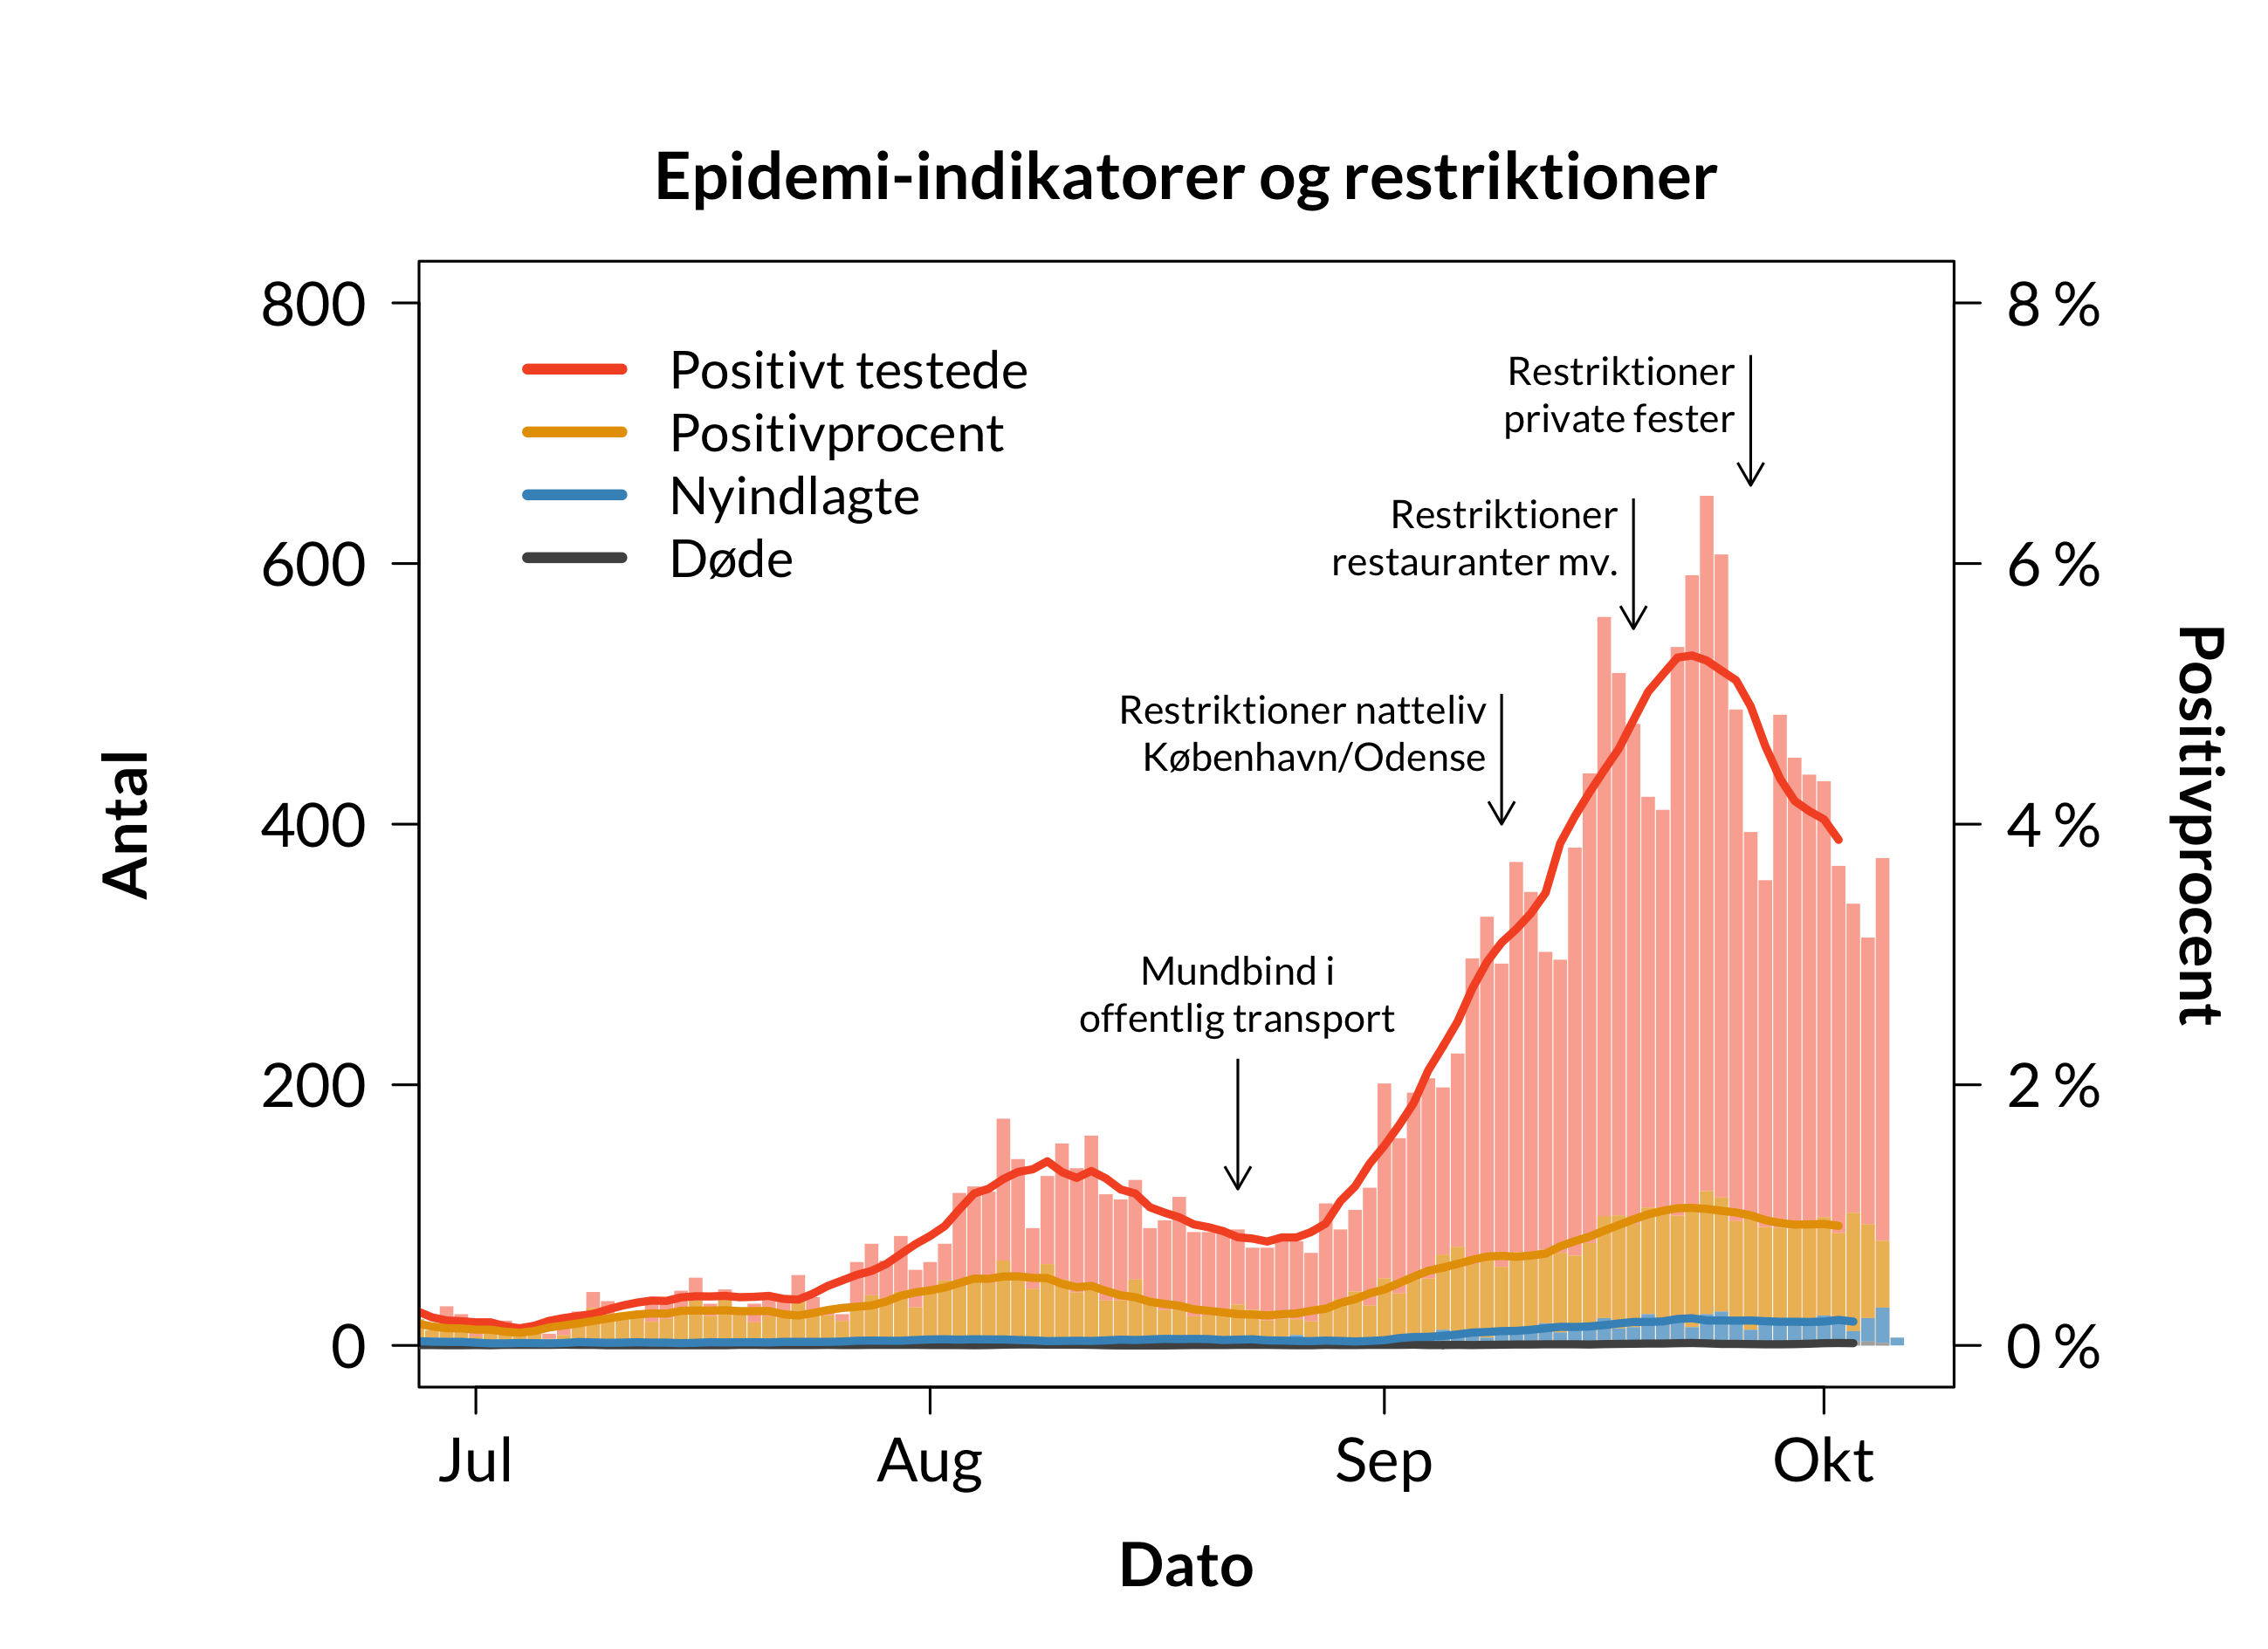 Epidemi-indikatorer og restriktioner
800
600
400
200
0
Antal
8 %
6 %
4 %
2 %
0 %
Positivprocent
Positivt testede
Positivprocent
Nyindlagte
Døde
Restriktioner
private fester
Restriktioner
restauranter mv.
Restriktioner natteliv
København/Odense
Mundbind i
offentlig transport
Jul
Aug
Sep
Okt
Dato